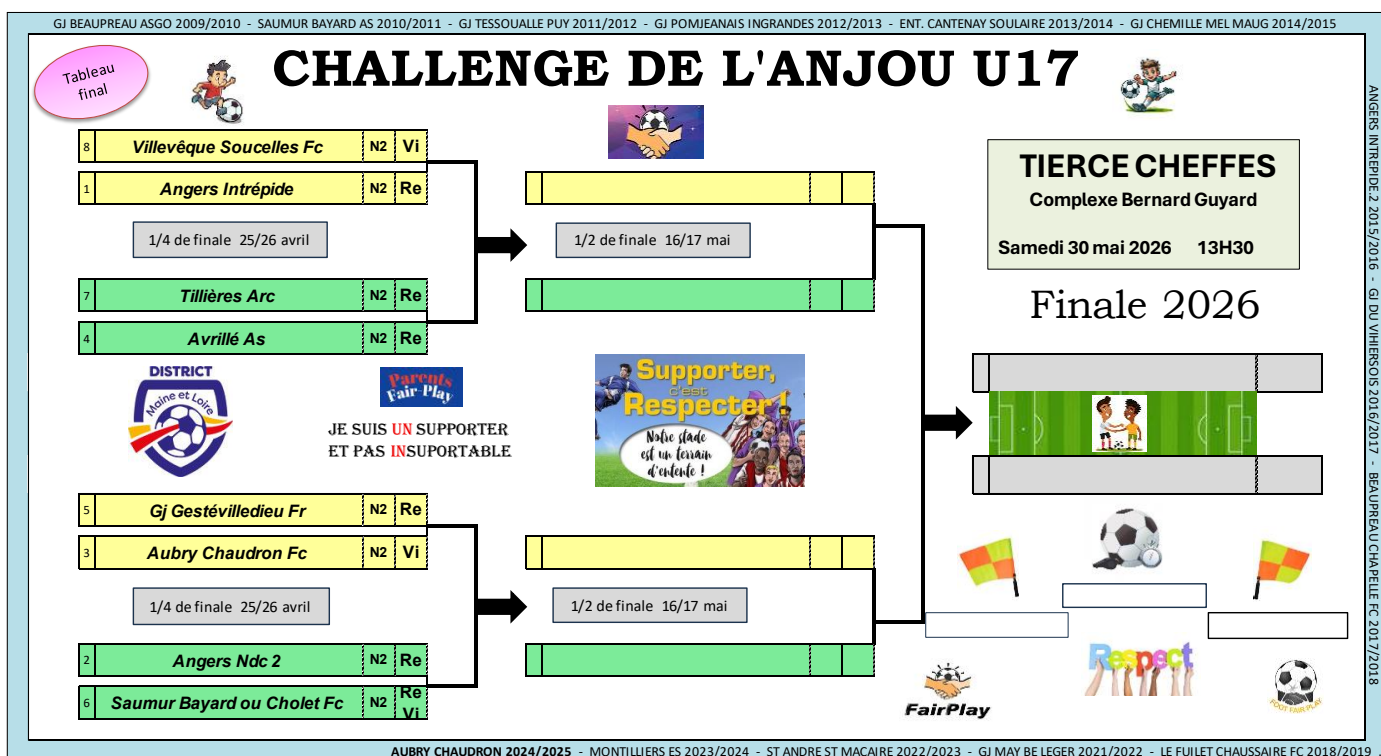 GJ BEAUPREAU ASGO 2009/2010 - SAUMUR BAYARD AS 2010/2011 - GJ TESSOUALLE PUY 2011/2012 - GJ POMJEANAIS INGRANDES 2012/2013 - ENT. CANTENAY SOULAIRE 2013/2014 - GJ CHEMILLE MEL MAUG 2014/2015
Tableau
final
CHALLENGE DE L'ANJOU U17
8 Villevêque Soucelles Fc N2 Vi
1 Angers Intrépide N2 Re
1/4 de finale 25/26 avril
7 Tillières Arc N2 Re
4 Avrillé As N2 Re
1/2 de finale 16/17 mai
TIERCE CHEFFES
Complexe Bernard Guyard
Samedi 30 mai 2026 13H30
Finale 2026
DISTRICT
Maine et Loire
Parents
Fair-Play
JE SUIS UN SUPPORTER
ET PAS INSUPORTABLE
Supporter,
c'est
Respecter !
Notre stade
est un terrain
d'entente !
5 Gj Gestévilledieu Fr N2 Re
3 Aubry Chaudron Fc N2 Vi
1/4 de finale 25/26 avril
2 Angers Ndc 2 N2 Re
6 Saumur Bayard ou Cholet Fc N2 Re
Vi
1/2 de finale 16/17 mai
FairPlay
Respect
FOOT FAIR PLAY
ANGERS INTREPIDE.2 2015/2016 - GJ DU VIHIERSOIS 2016/2017 - BEAUPREAU CHAPELLE FC 2017/2018
AUBRY CHAUDRON 2024/2025 - MONTILLIERS ES 2023/2024 - ST ANDRE ST MACAIRE 2022/2023 - GJ MAY BE LEGER 2021/2022 - LE FUILET CHAUSSAIRE FC 2018/2019